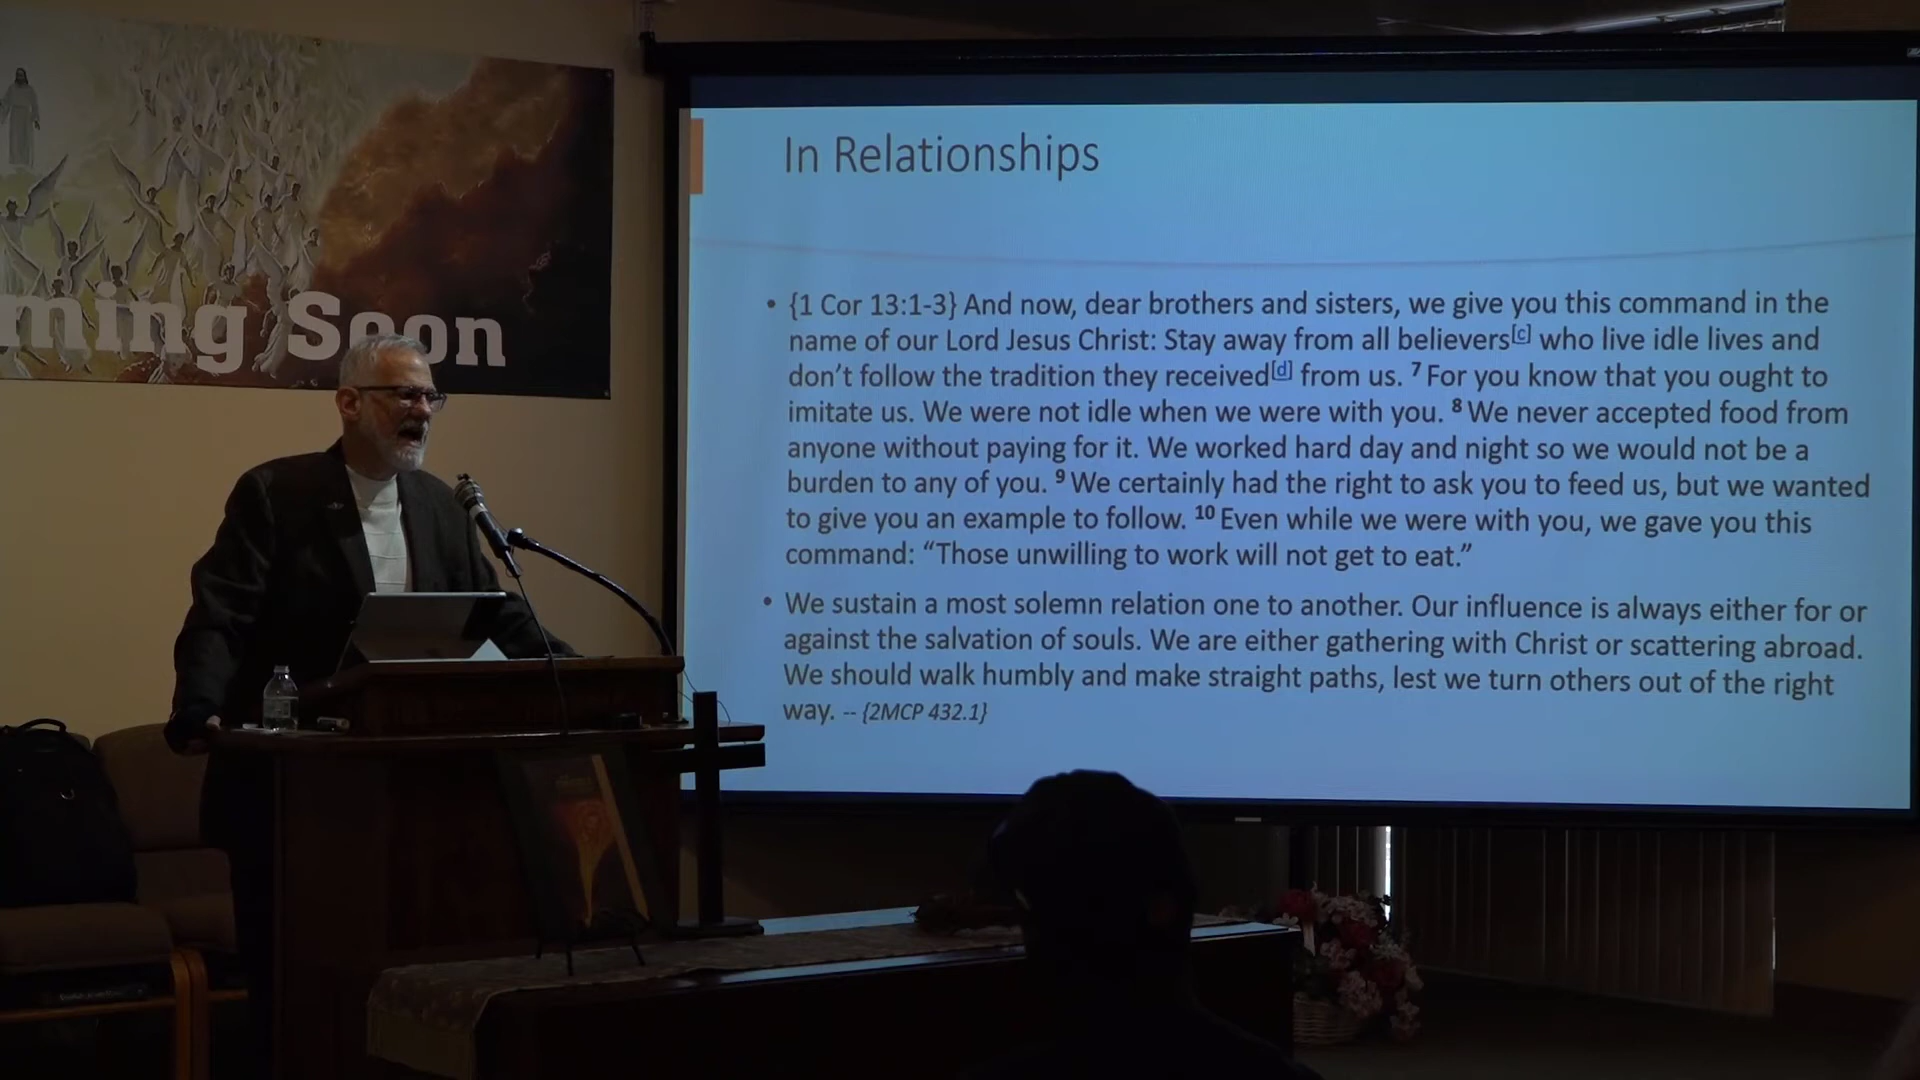 ming Soon
In Relationships
• {1 Cor 13:1-3} And now, dear brothers and sisters, we give you this command in the
name of our Lord Jesus Christ: Stay away from all believers[c] who live idle lives and
don’t follow the tradition they received[d] from us. 7 For you know that you ought to
imitate us. We were not idle when we were with you. 8 We never accepted food from
anyone without paying for it. We worked hard day and night so we would not be a
burden to any of you. 9 We certainly had the right to ask you to feed us, but we wanted
to give you an example to follow. 10 Even while we were with you, we gave you this
command: “Those unwilling to work will not get to eat.”
• We sustain a most solemn relation one to another. Our influence is always either for or
against the salvation of souls. We are either gathering with Christ or scattering abroad.
We should walk humbly and make straight paths, lest we turn others out of the right
way. -- {2MCP 432.1}